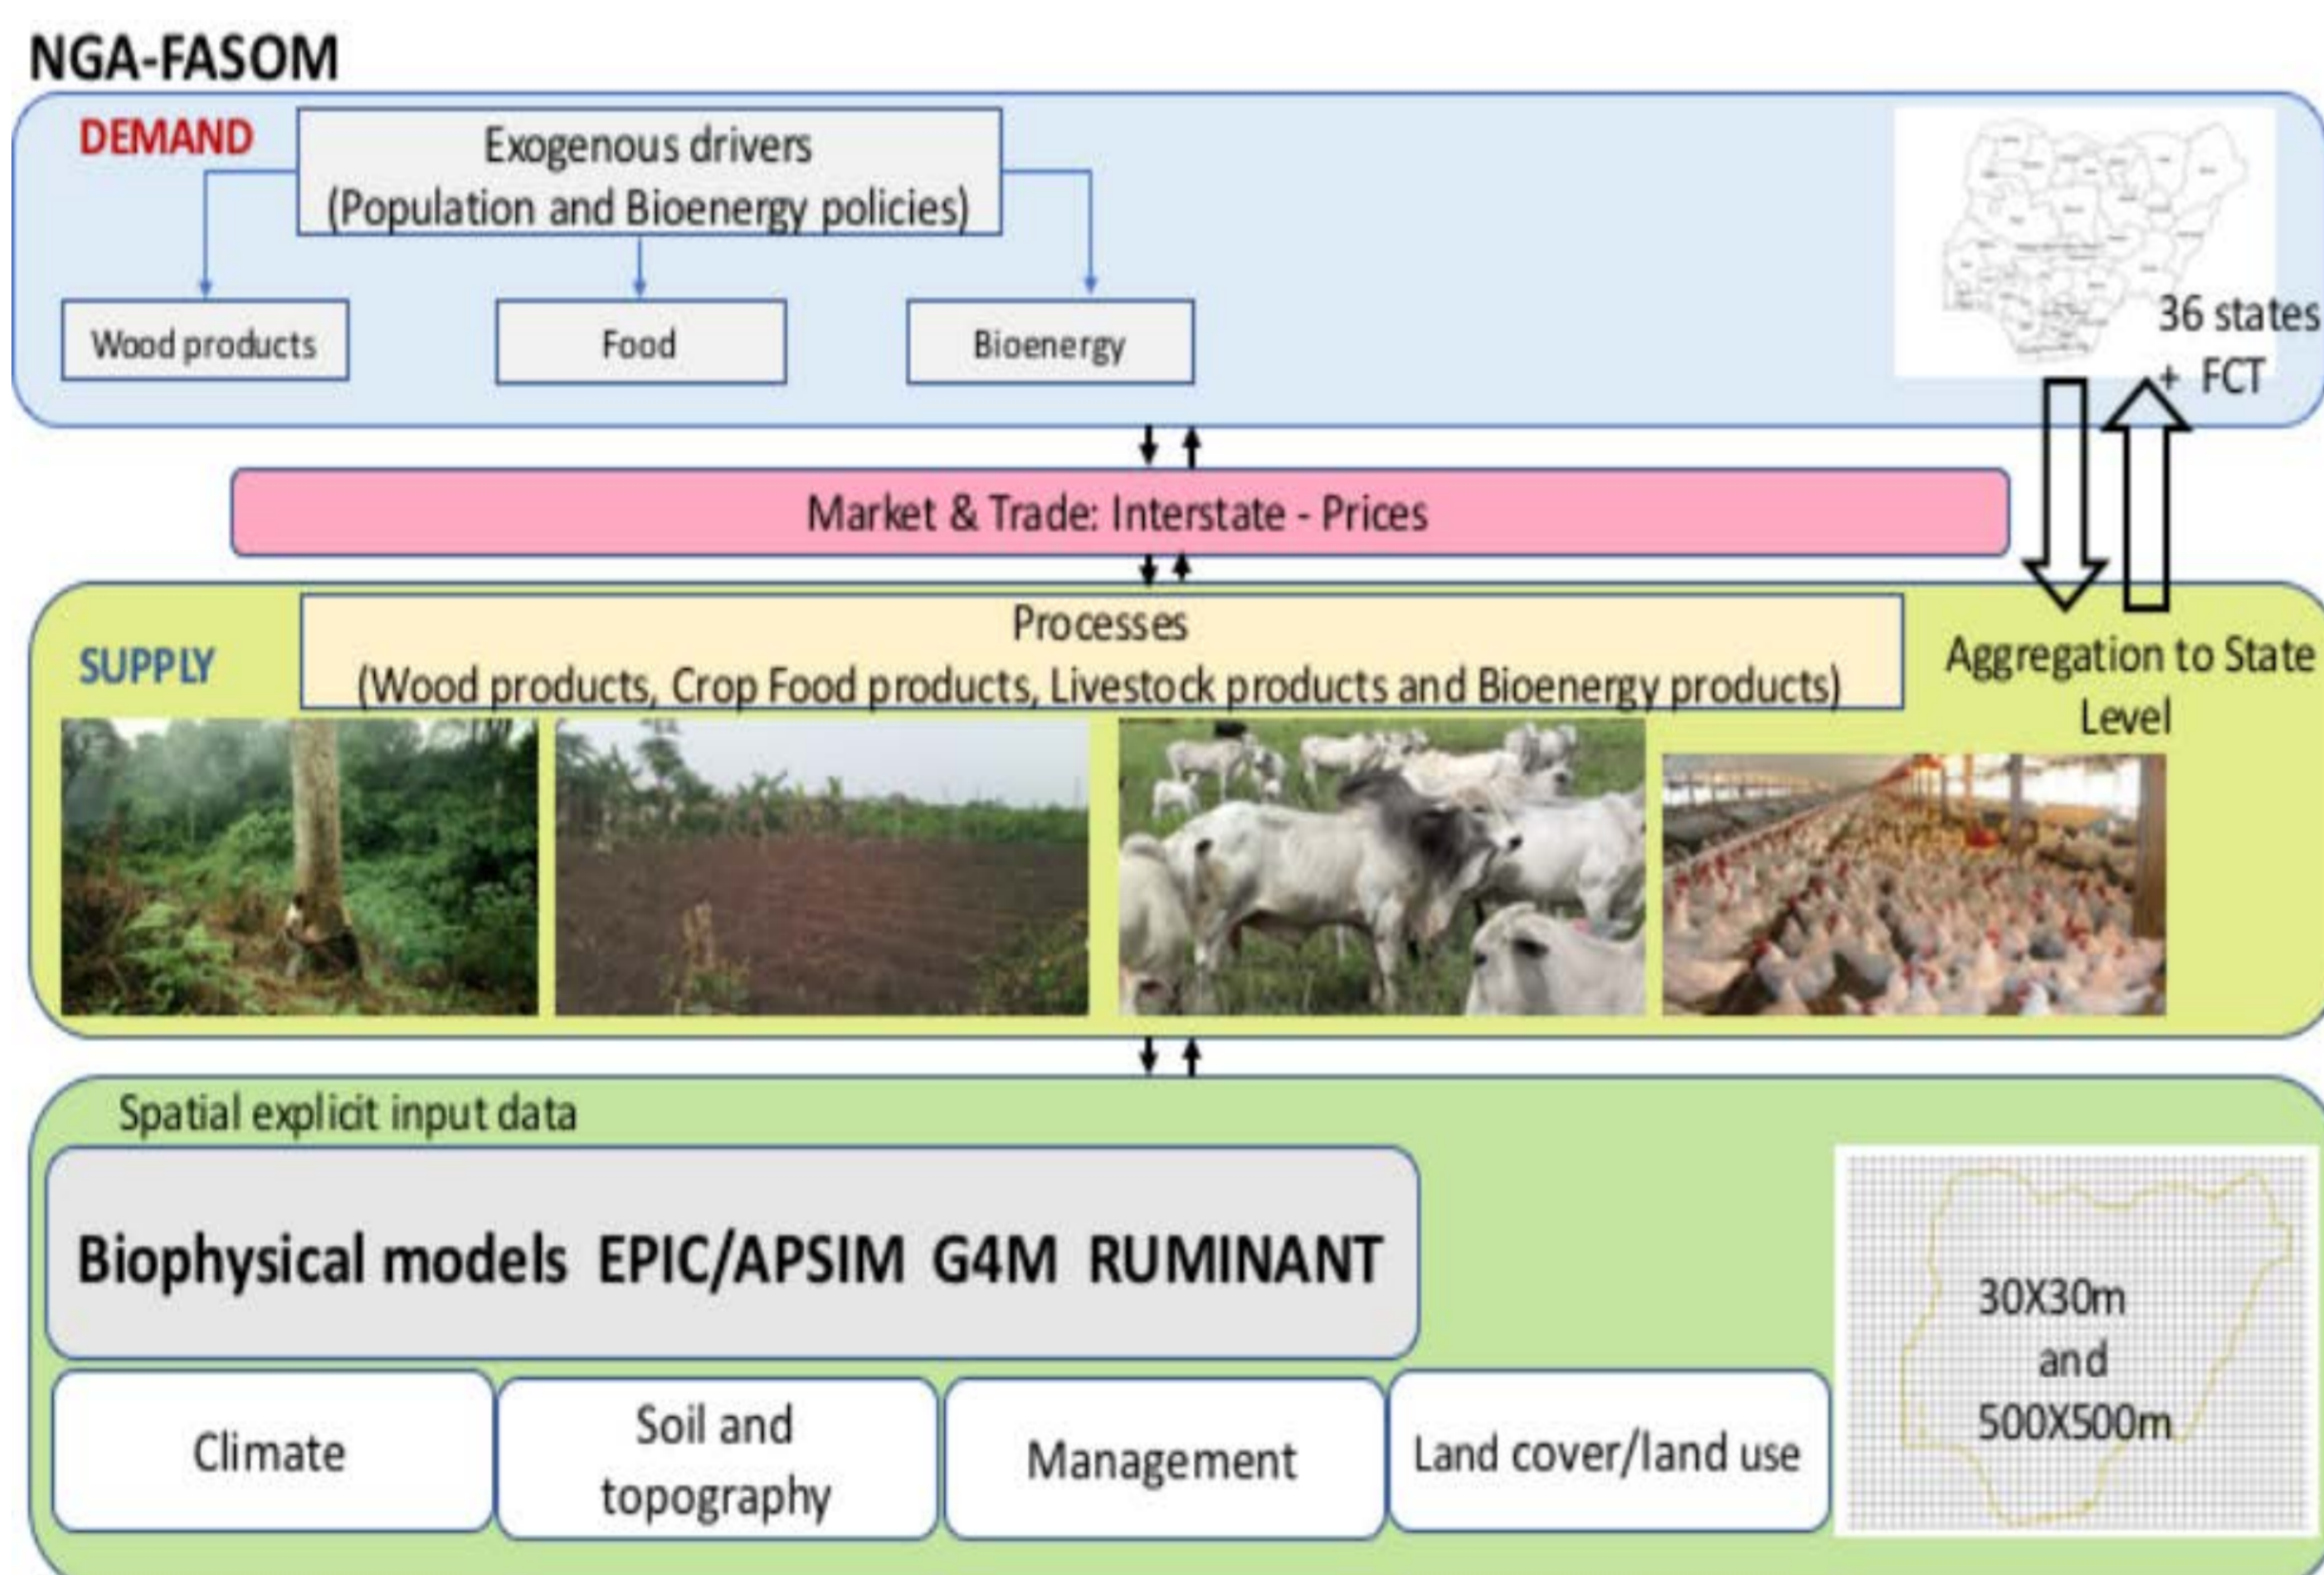 NGA-FASOM
DEMAND
Exogenous drivers
(Population and Bioenergy policies)
Wood products
Food
Bioenergy
36 states
+ FCT
Market & Trade: Interstate - Prices
SUPPLY
Processes
(Wood products, Crop Food products, Livestock products and Bioenergy products)
Aggregation to State
Level
Spatial explicit input data
Biophysical models EPIC/APSIM G4M RUMINANT
Climate
Soil and
topography
Management
Land cover/land use
30X30m
and
500X500m